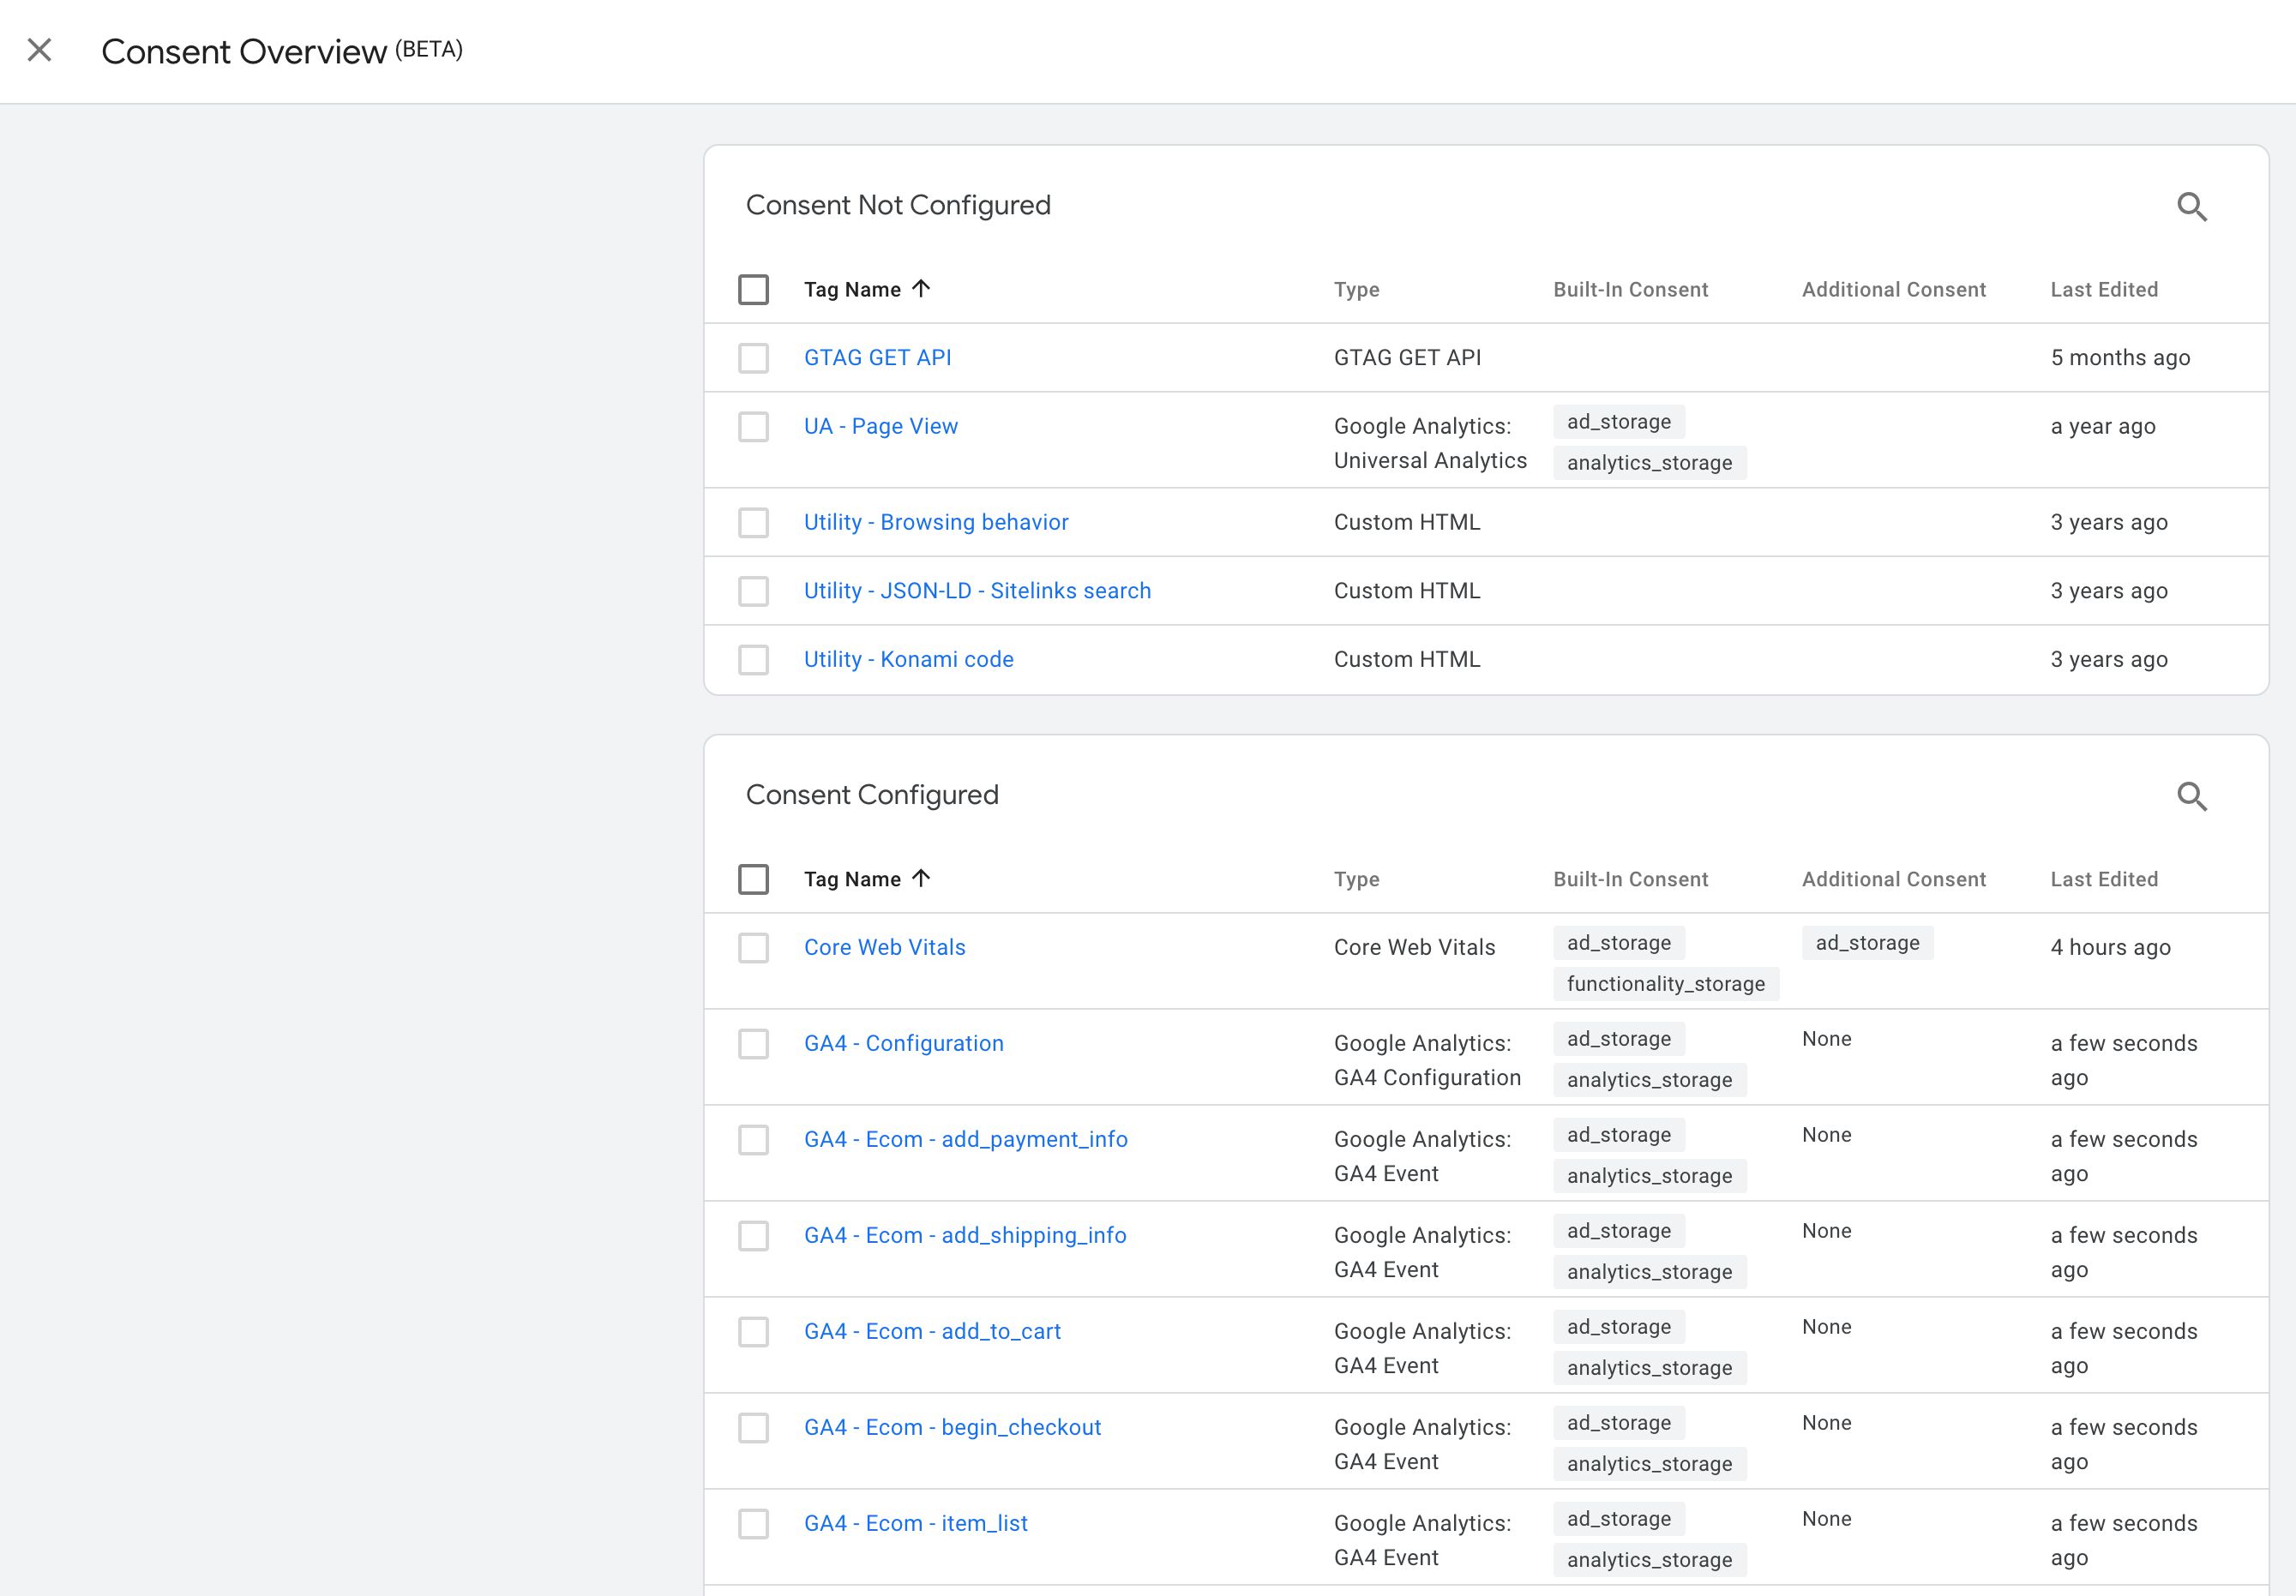 Consent Overview (BETA)
Consent Not Configured
Tag Name Type Built-In Consent Additional Consent Last Edited
GTAG GET API GTAG GET API 5 months ago
UA - Page View Google Analytics: ad_storage a year ago
Universal Analytics analytics_storage
Utility - Browsing behavior Custom HTML 3 years ago
Utility - JSON-LD - Sitelinks search Custom HTML 3 years ago
Utility - Konami code Custom HTML 3 years ago
Consent Configured
Tag Name Type Built-In Consent Additional Consent Last Edited
Core Web Vitals Core Web Vitals ad_storage ad_storage 4 hours ago
functionality_storage
GA4 - Configuration Google Analytics: ad_storage None a few seconds
GA4 Configuration analytics_storage ago
GA4 - Ecom - add_payment_info Google Analytics: ad_storage None a few seconds
GA4 Event analytics_storage ago
GA4 - Ecom - add_shipping_info Google Analytics: ad_storage None a few seconds
GA4 Event analytics_storage ago
GA4 - Ecom - add_to_cart Google Analytics: ad_storage None a few seconds
GA4 Event analytics_storage ago
GA4 - Ecom - begin_checkout Google Analytics: ad_storage None a few seconds
GA4 Event analytics_storage ago
GA4 - Ecom - item_list Google Analytics: ad_storage None a few seconds
GA4 Event analytics_storage ago